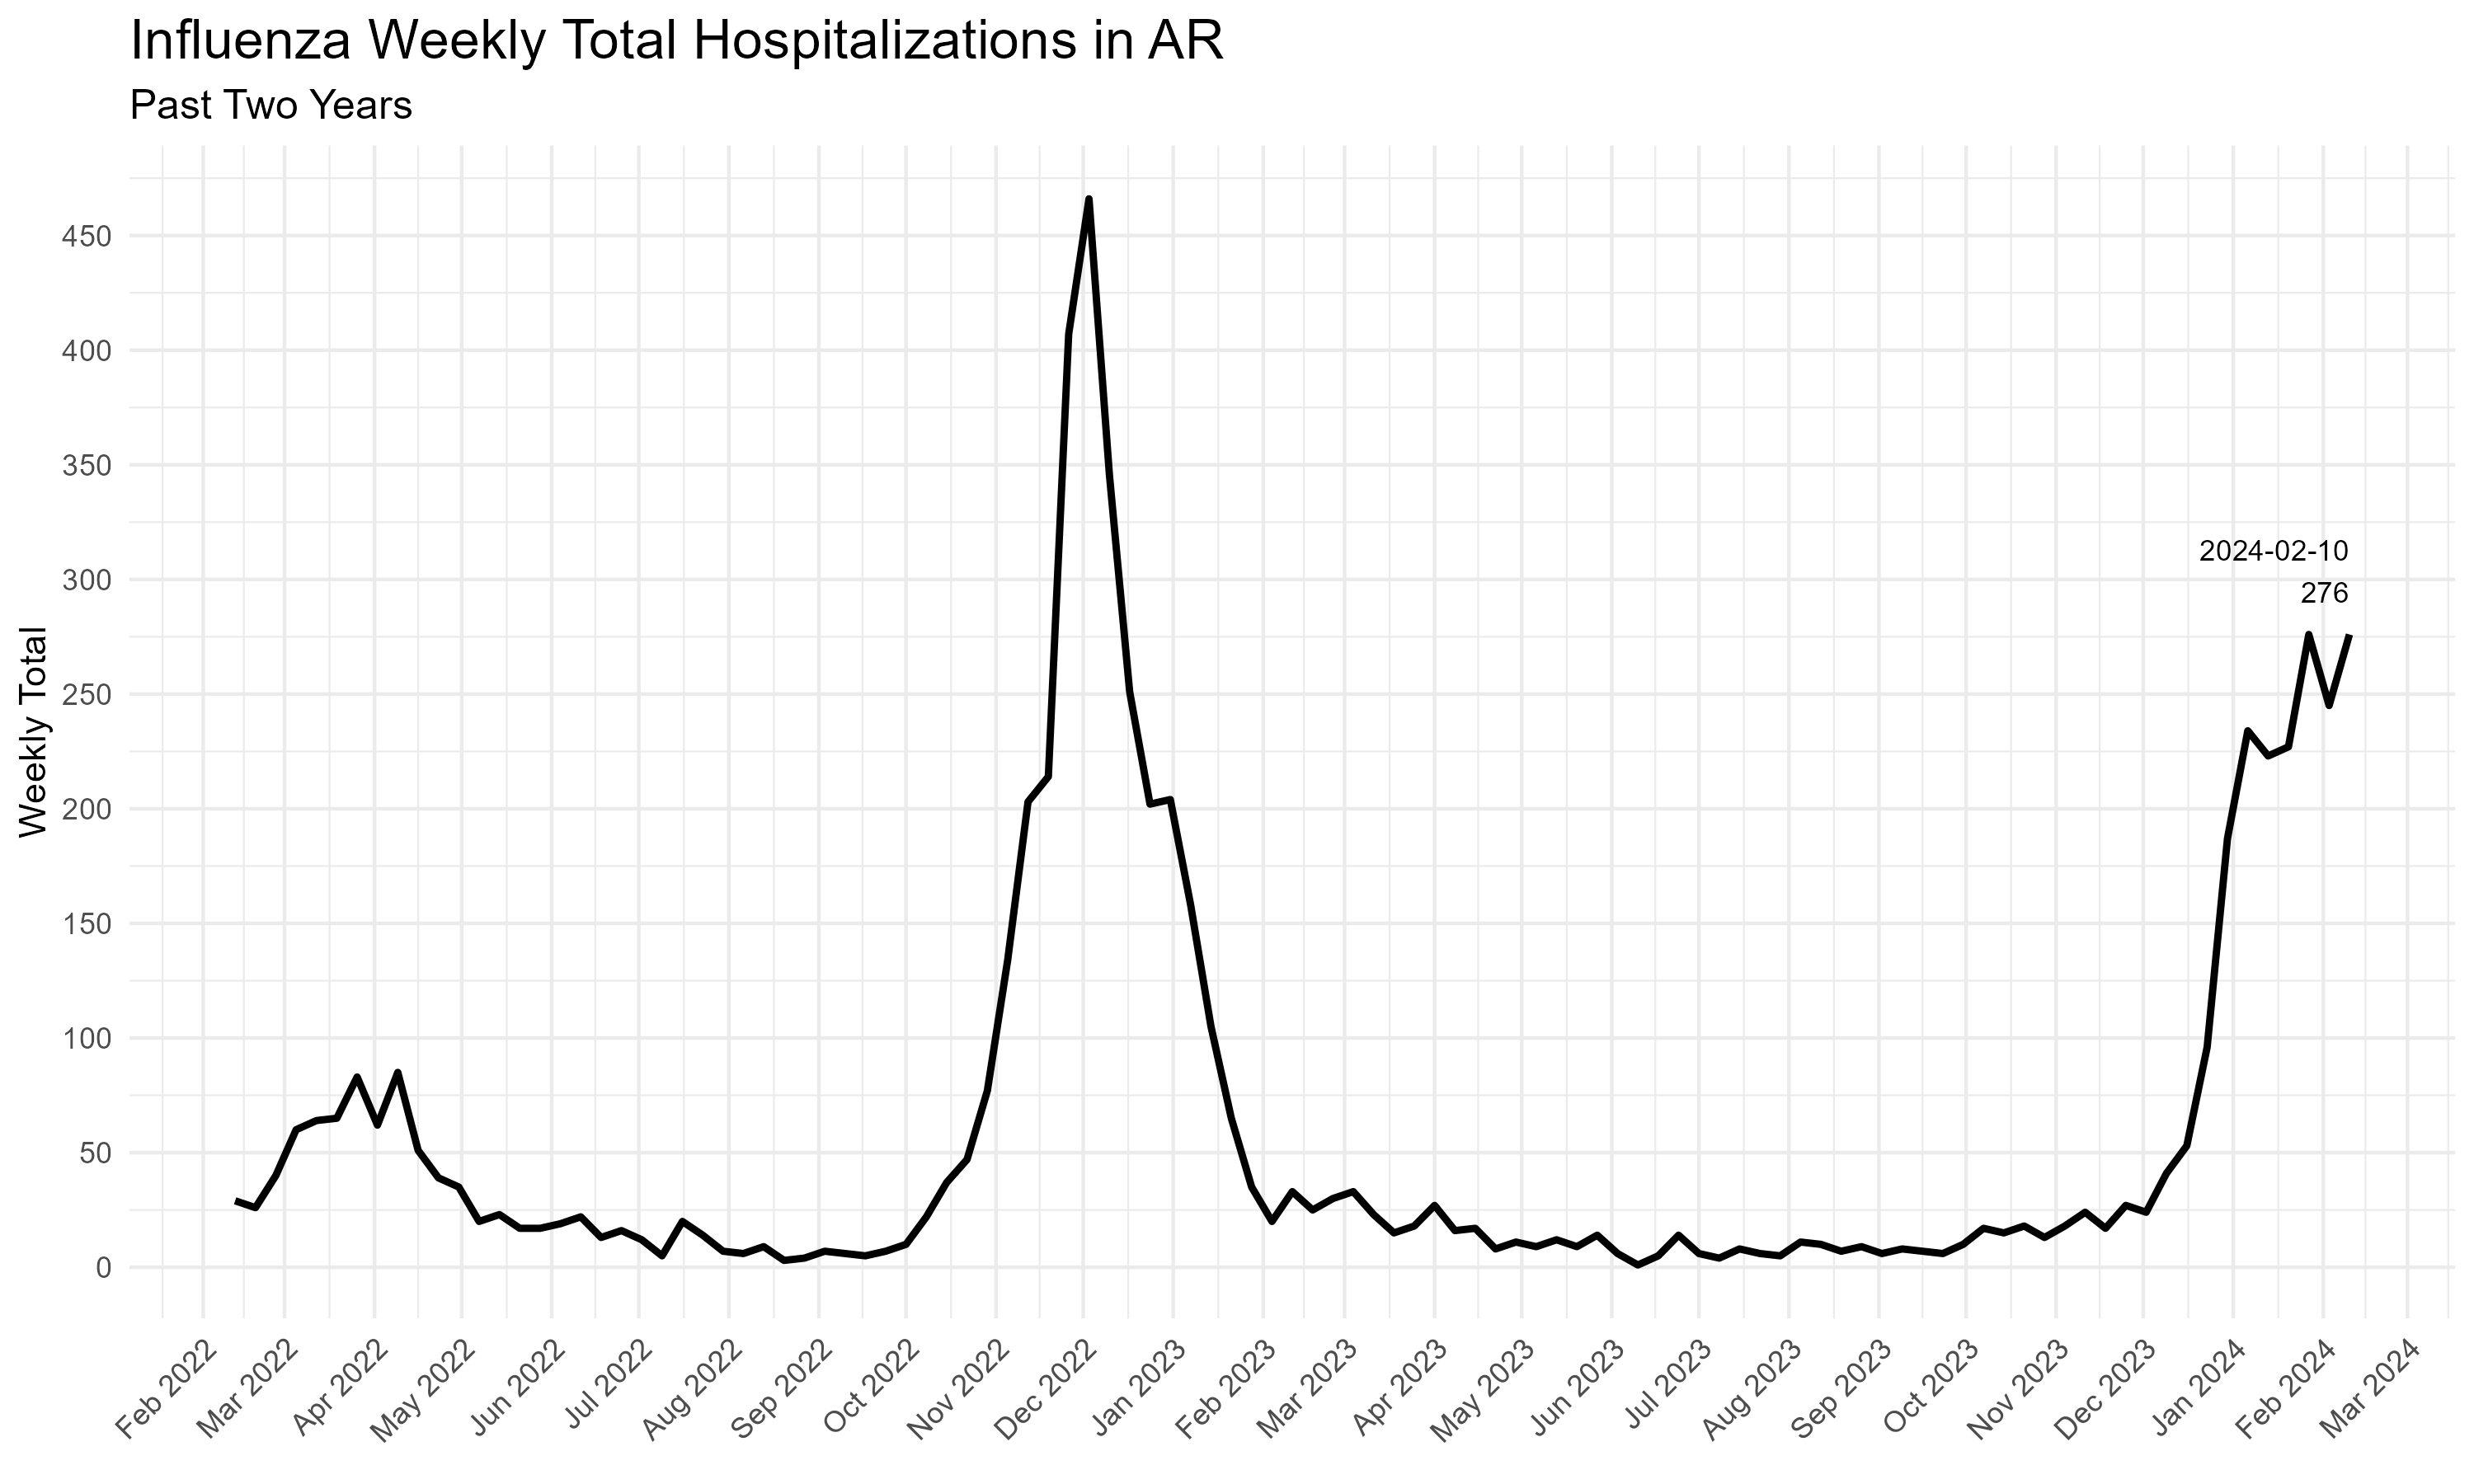 Influenza Weekly Total Hospitalizations in AR
Past Two Years
Weekly Total
450
400
350
300
250
200
150
100
50
0
2024-02-10
276
Feb 2022
Mar 2022
Apr 2022
May 2022
Jun 2022
Jul 2022
Aug 2022
Sep 2022
Oct 2022
Nov 2022
Dec 2022
Jan 2023
Feb 2023
Mar 2023
Apr 2023
May 2023
Jun 2023
Jul 2023
Aug 2023
Sep 2023
Oct 2023
Nov 2023
Dec 2023
Jan 2024
Feb 2024
Mar 2024